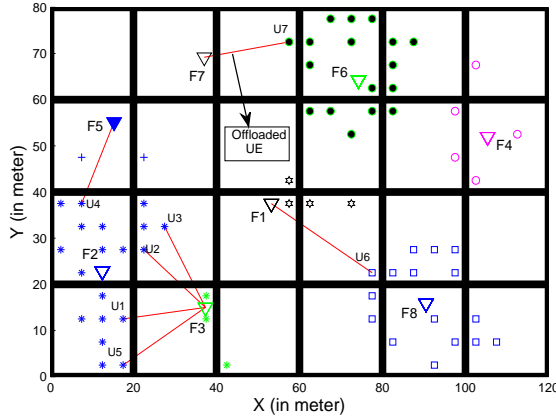 80
70
60
50
40
30
20
10
0
Y (in meter)
U7
F7
F6
F5
Offloaded
UE
F4
U4
U3
F1
U2
F2
U6
U1
F3
F8
U5
0 20 40 60 80 100 120
X (in meter)